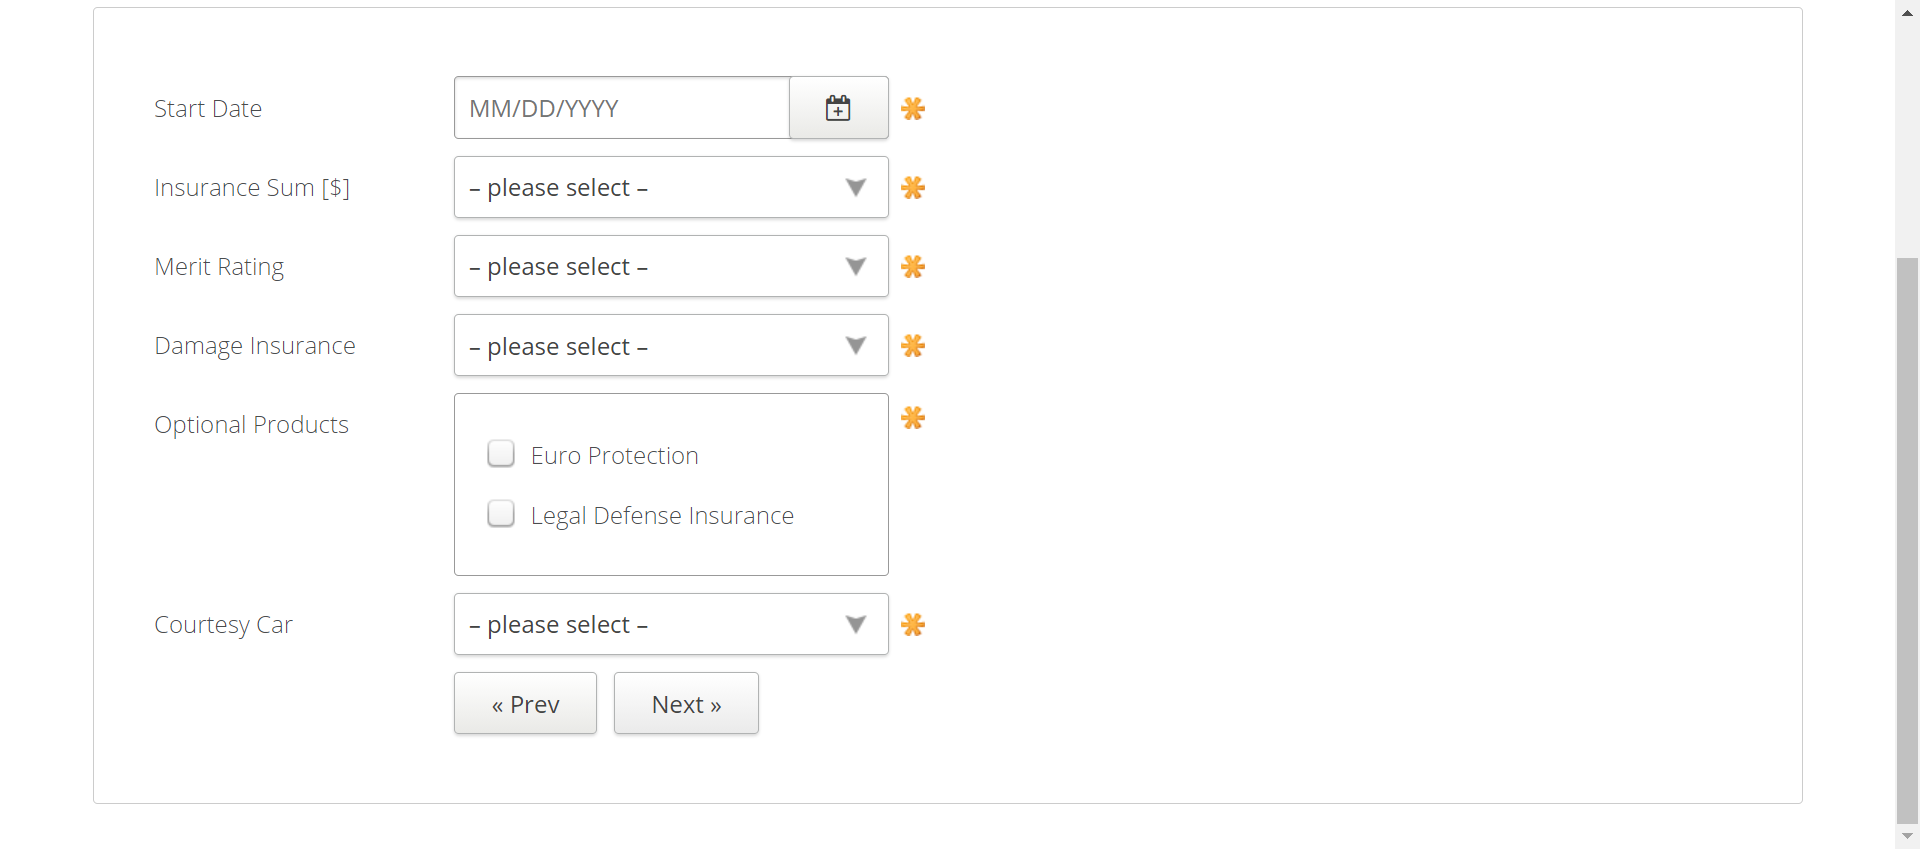 Start Date MM/DD/YYYY
Insurance Sum [$] – please select –
Merit Rating – please select –
Damage Insurance – please select –
Optional Products
Euro Protection
Legal Defense Insurance
Courtesy Car – please select –
« Prev Next »